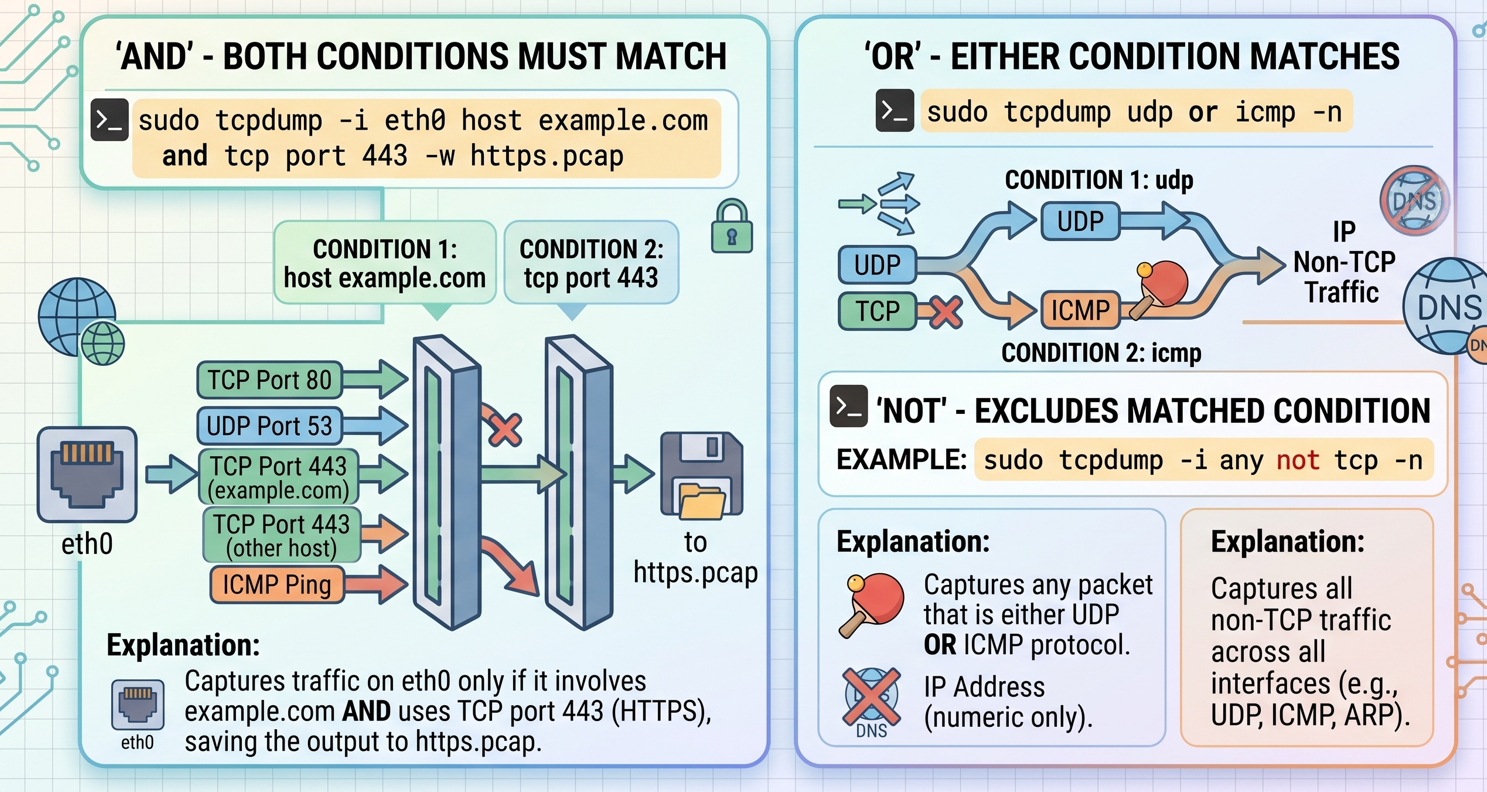 ‘AND’ - BOTH CONDITIONS MUST MATCH
>_ sudo tcpdump -i eth0 host example.com
and tcp port 443 -w https.pcap
CONDITION 1:
host example.com
CONDITION 2:
tcp port 443
TCP Port 80
UDP Port 53
TCP Port 443
(example.com)
TCP Port 443
(other host)
ICMP Ping
eth0
to
https.pcap
Explanation:
eth0
Captures traffic on eth0 only if it involves
example.com AND uses TCP port 443 (HTTPS),
saving the output to https.pcap.
‘OR’ - EITHER CONDITION MATCHES
>_ sudo tcpdump udp or icmp -n
CONDITION 1: udp
UDP
UDP
TCP
ICMP
CONDITION 2: icmp
IP
Non-TCP
Traffic
DNS
DNS
>_ ‘NOT’ - EXCLUDES MATCHED CONDITION
EXAMPLE: sudo tcpdump -i any not tcp -n
Explanation:
Captures any packet
that is either UDP
OR ICMP protocol.
DNS
IP Address
(numeric only).
Explanation:
Captures all
non-TCP traffic
across all
interfaces (e.g.,
UDP, ICMP, ARP).